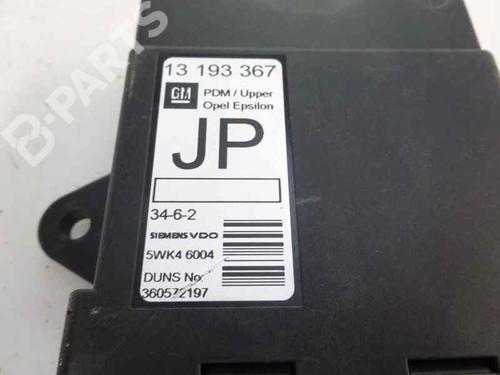 13 193 367
GM PDM / Upper
Opel Epsilon
JP
34-6-2
SIEMENS VDO
5WK4 6004
DUNS No:
360572197
B-PARTS